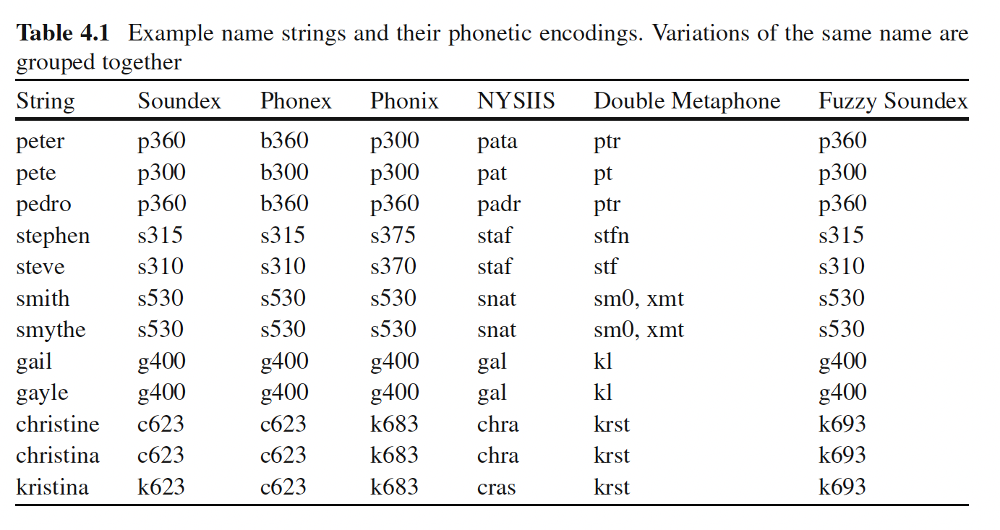 Table 4.1 Example name strings and their phonetic encodings. Variations of the same name are
grouped together
String Soundex Phonex Phonix NYSIIS Double Metaphone Fuzzy Soundex
peter p360 b360 p300 pata ptr p360
pete p300 b300 p300 pat pt p300
pedro p360 b360 p360 padr ptr p360
stephen s315 s315 s375 staf stfn s315
steve s310 s310 s370 staf stf s310
smith s530 s530 s530 snat sm0, xmt s530
smythe s530 s530 s530 snat sm0, xmt s530
gail g400 g400 g400 gal kl g400
gayle g400 g400 g400 gal kl g400
christine c623 c623 k683 chra krst k693
christina c623 c623 k683 chra krst k693
kristina k623 c623 k683 cras krst k693